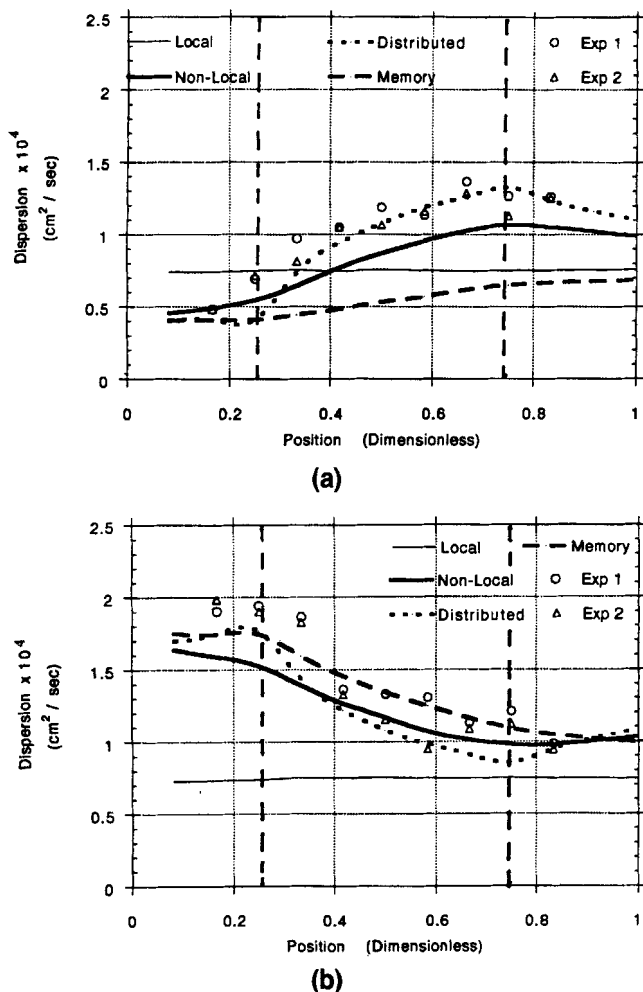 2.5
Local
Distributed
Exp 1
Non-Local
Memory
Exp 2
2
1.5
1
0.5
0
Dispersion x 10^4
(cm^2 / sec)
0 0.2 0.4 0.6 0.8 1
Position (Dimensionless)
(a)
2.5
Local
Memory
Non-Local
Exp 1
Distributed
Exp 2
2
1.5
1
0.5
0
Dispersion x 10^4
(cm^2 / sec)
0 0.2 0.4 0.6 0.8 1
Position (Dimensionless)
(b)